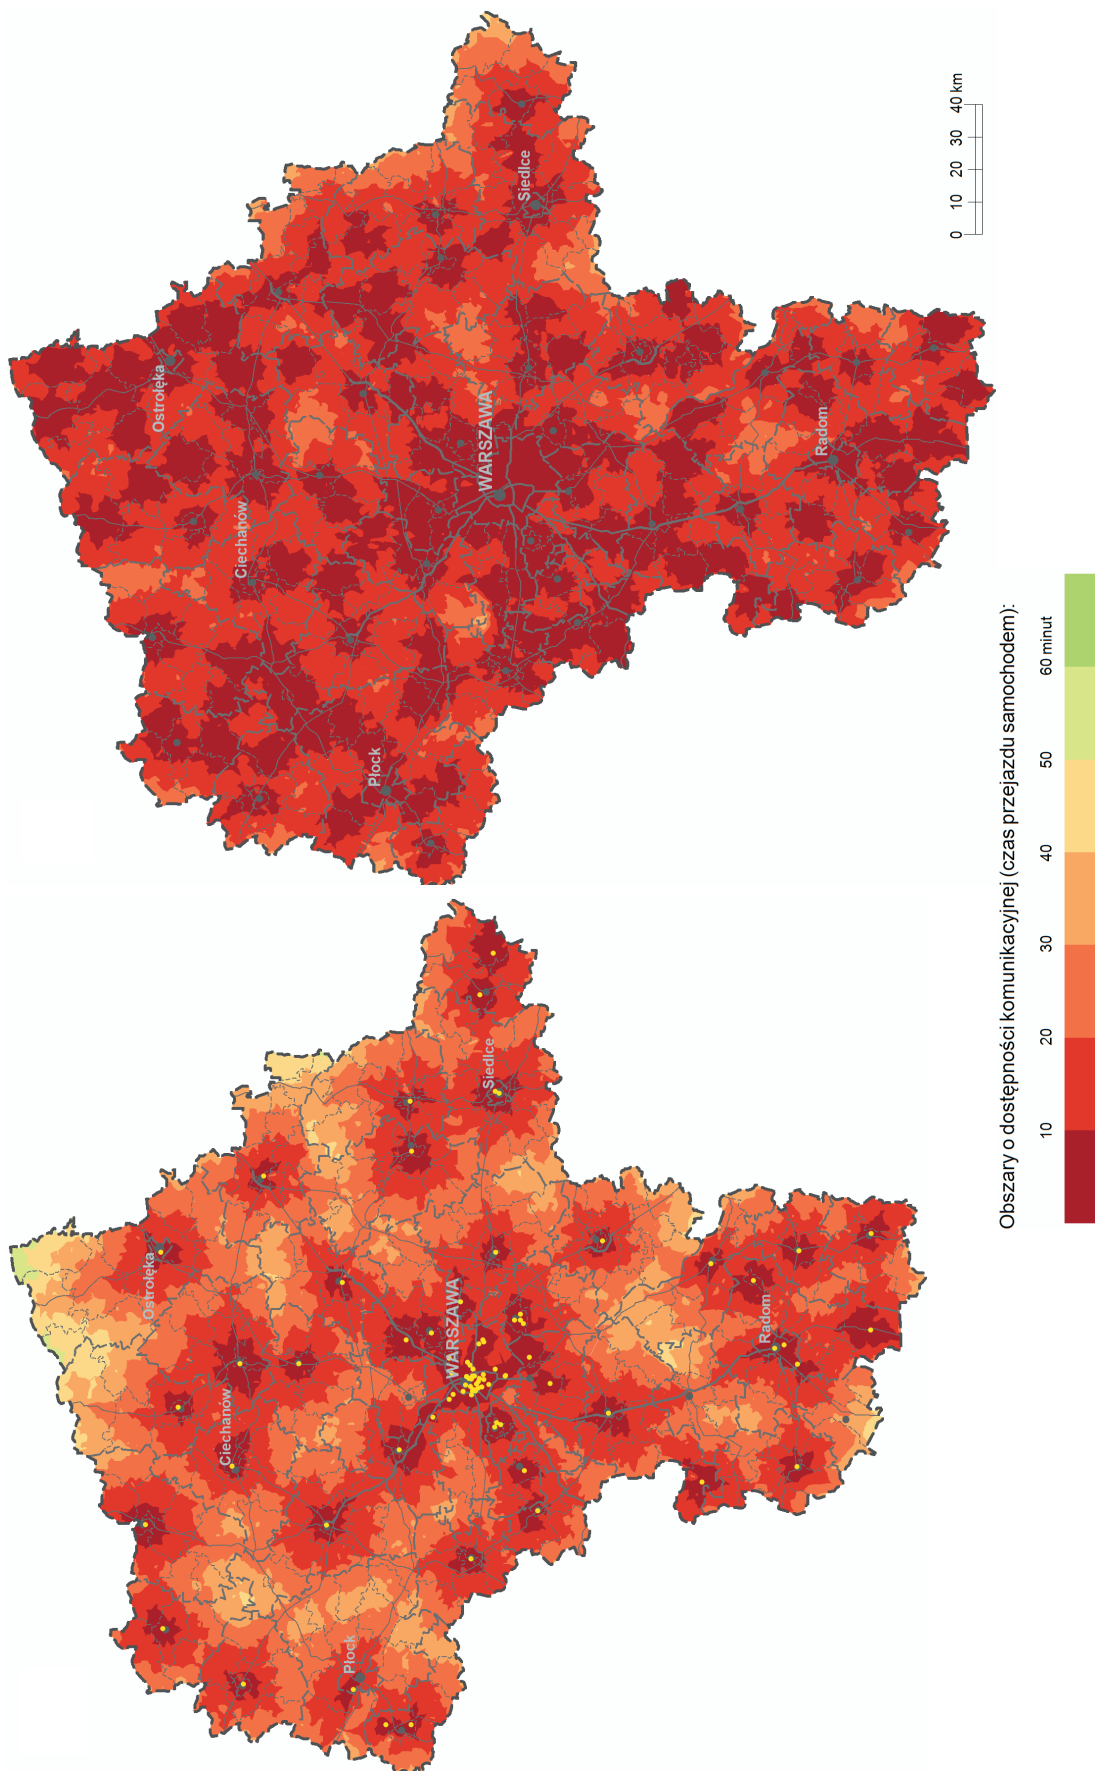 Ostrołęka
Ciechanów
Siedlce
WARSZAWA
Płock
Radom
0 10 20 30 40 km
Ostrołęka
Ciechanów
Siedlce
WARSZAWA
Płock
Radom
Obszary o dostępności komunikacyjnej (czas przejazdu samochodem):
10 20 30 40 50 60 minut